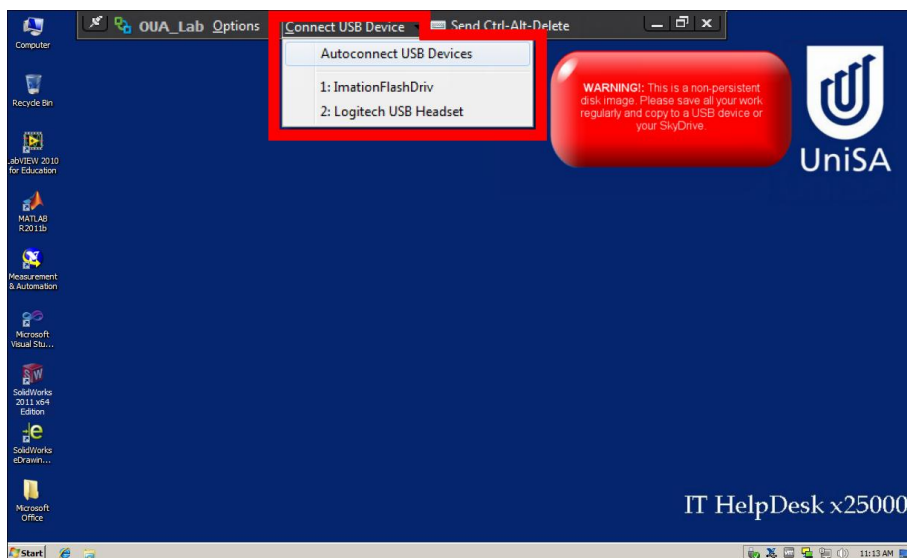 OUA_Lab Options Connect USB Device Send Ctrl-Alt-Delete
Autoconnect USB Devices
1: ImationFlashDriv
2: Logitech USB Headset
WARNING!: This is a non-persistent
disk image. Please save all your work
regularly and copy to a USB device or
your SkyDrive.
UniSA
Computer
Recycle Bin
LabVIEW 2010
for Education
MATLAB
R2011b
Measurement
& Automation
Microsoft
Visual Stu...
SolidWorks
2011 x64
Edition
SolidWorks
eDrawin...
Microsoft
Office
IT HelpDesk x25000
Start
11:13 AM